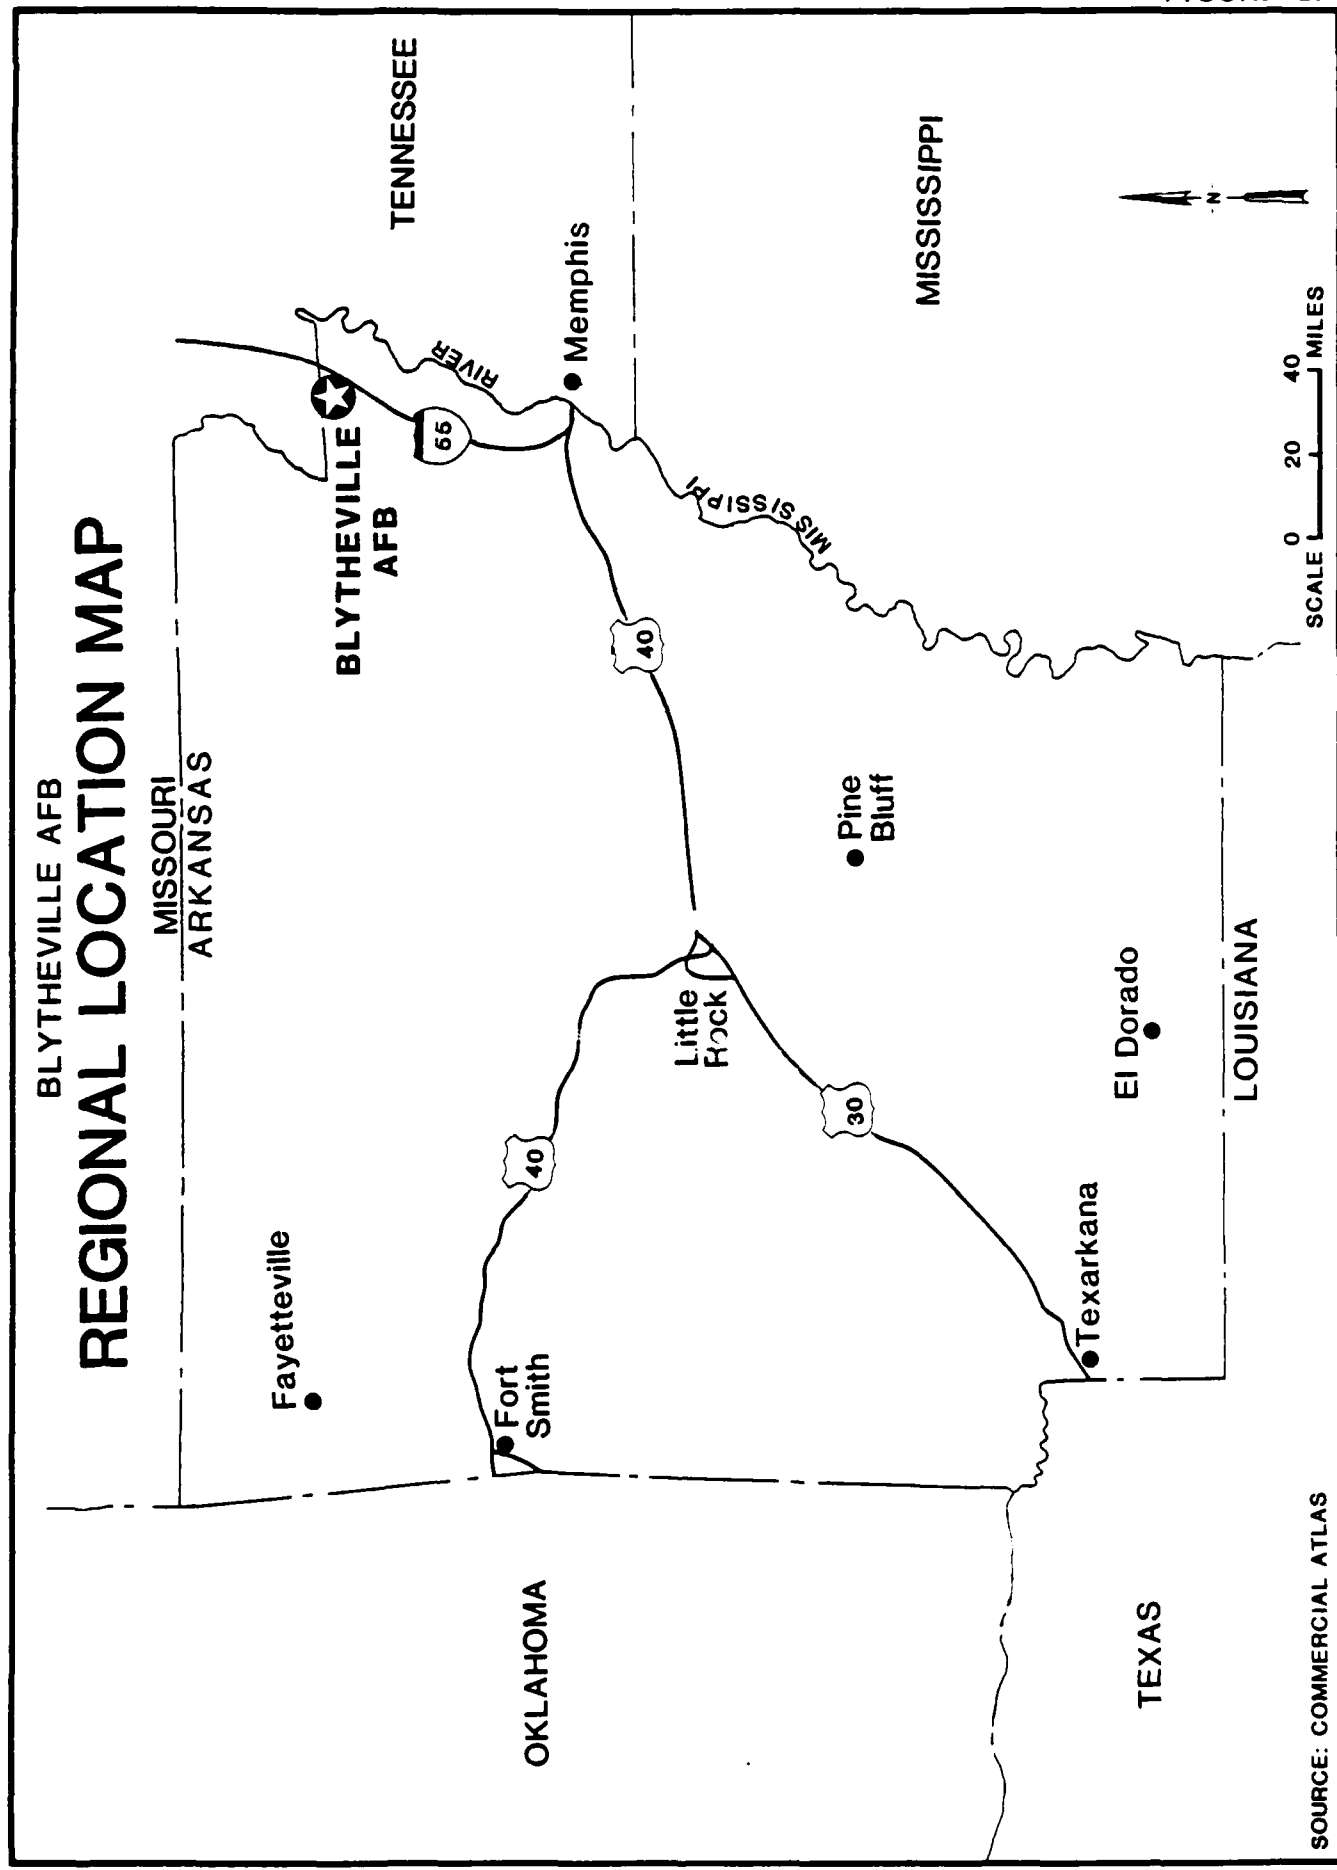 BLYTHEVILLE AFB
REGIONAL LOCATION MAP
MISSOURI
ARKANSAS
TENNESSEE
BLYTHEVILLE
AFB
55
RIVER
Memphis
Fayetteville
Fort
Smith
40
40
Little
Rock
MISSISSIPPI
MISSISSIPPI
OKLAHOMA
30
Pine
Bluff
Texarkana
El Dorado
TEXAS
LOUISIANA
N
SCALE 0 20 40 MILES
SOURCE: COMMERCIAL ATLAS